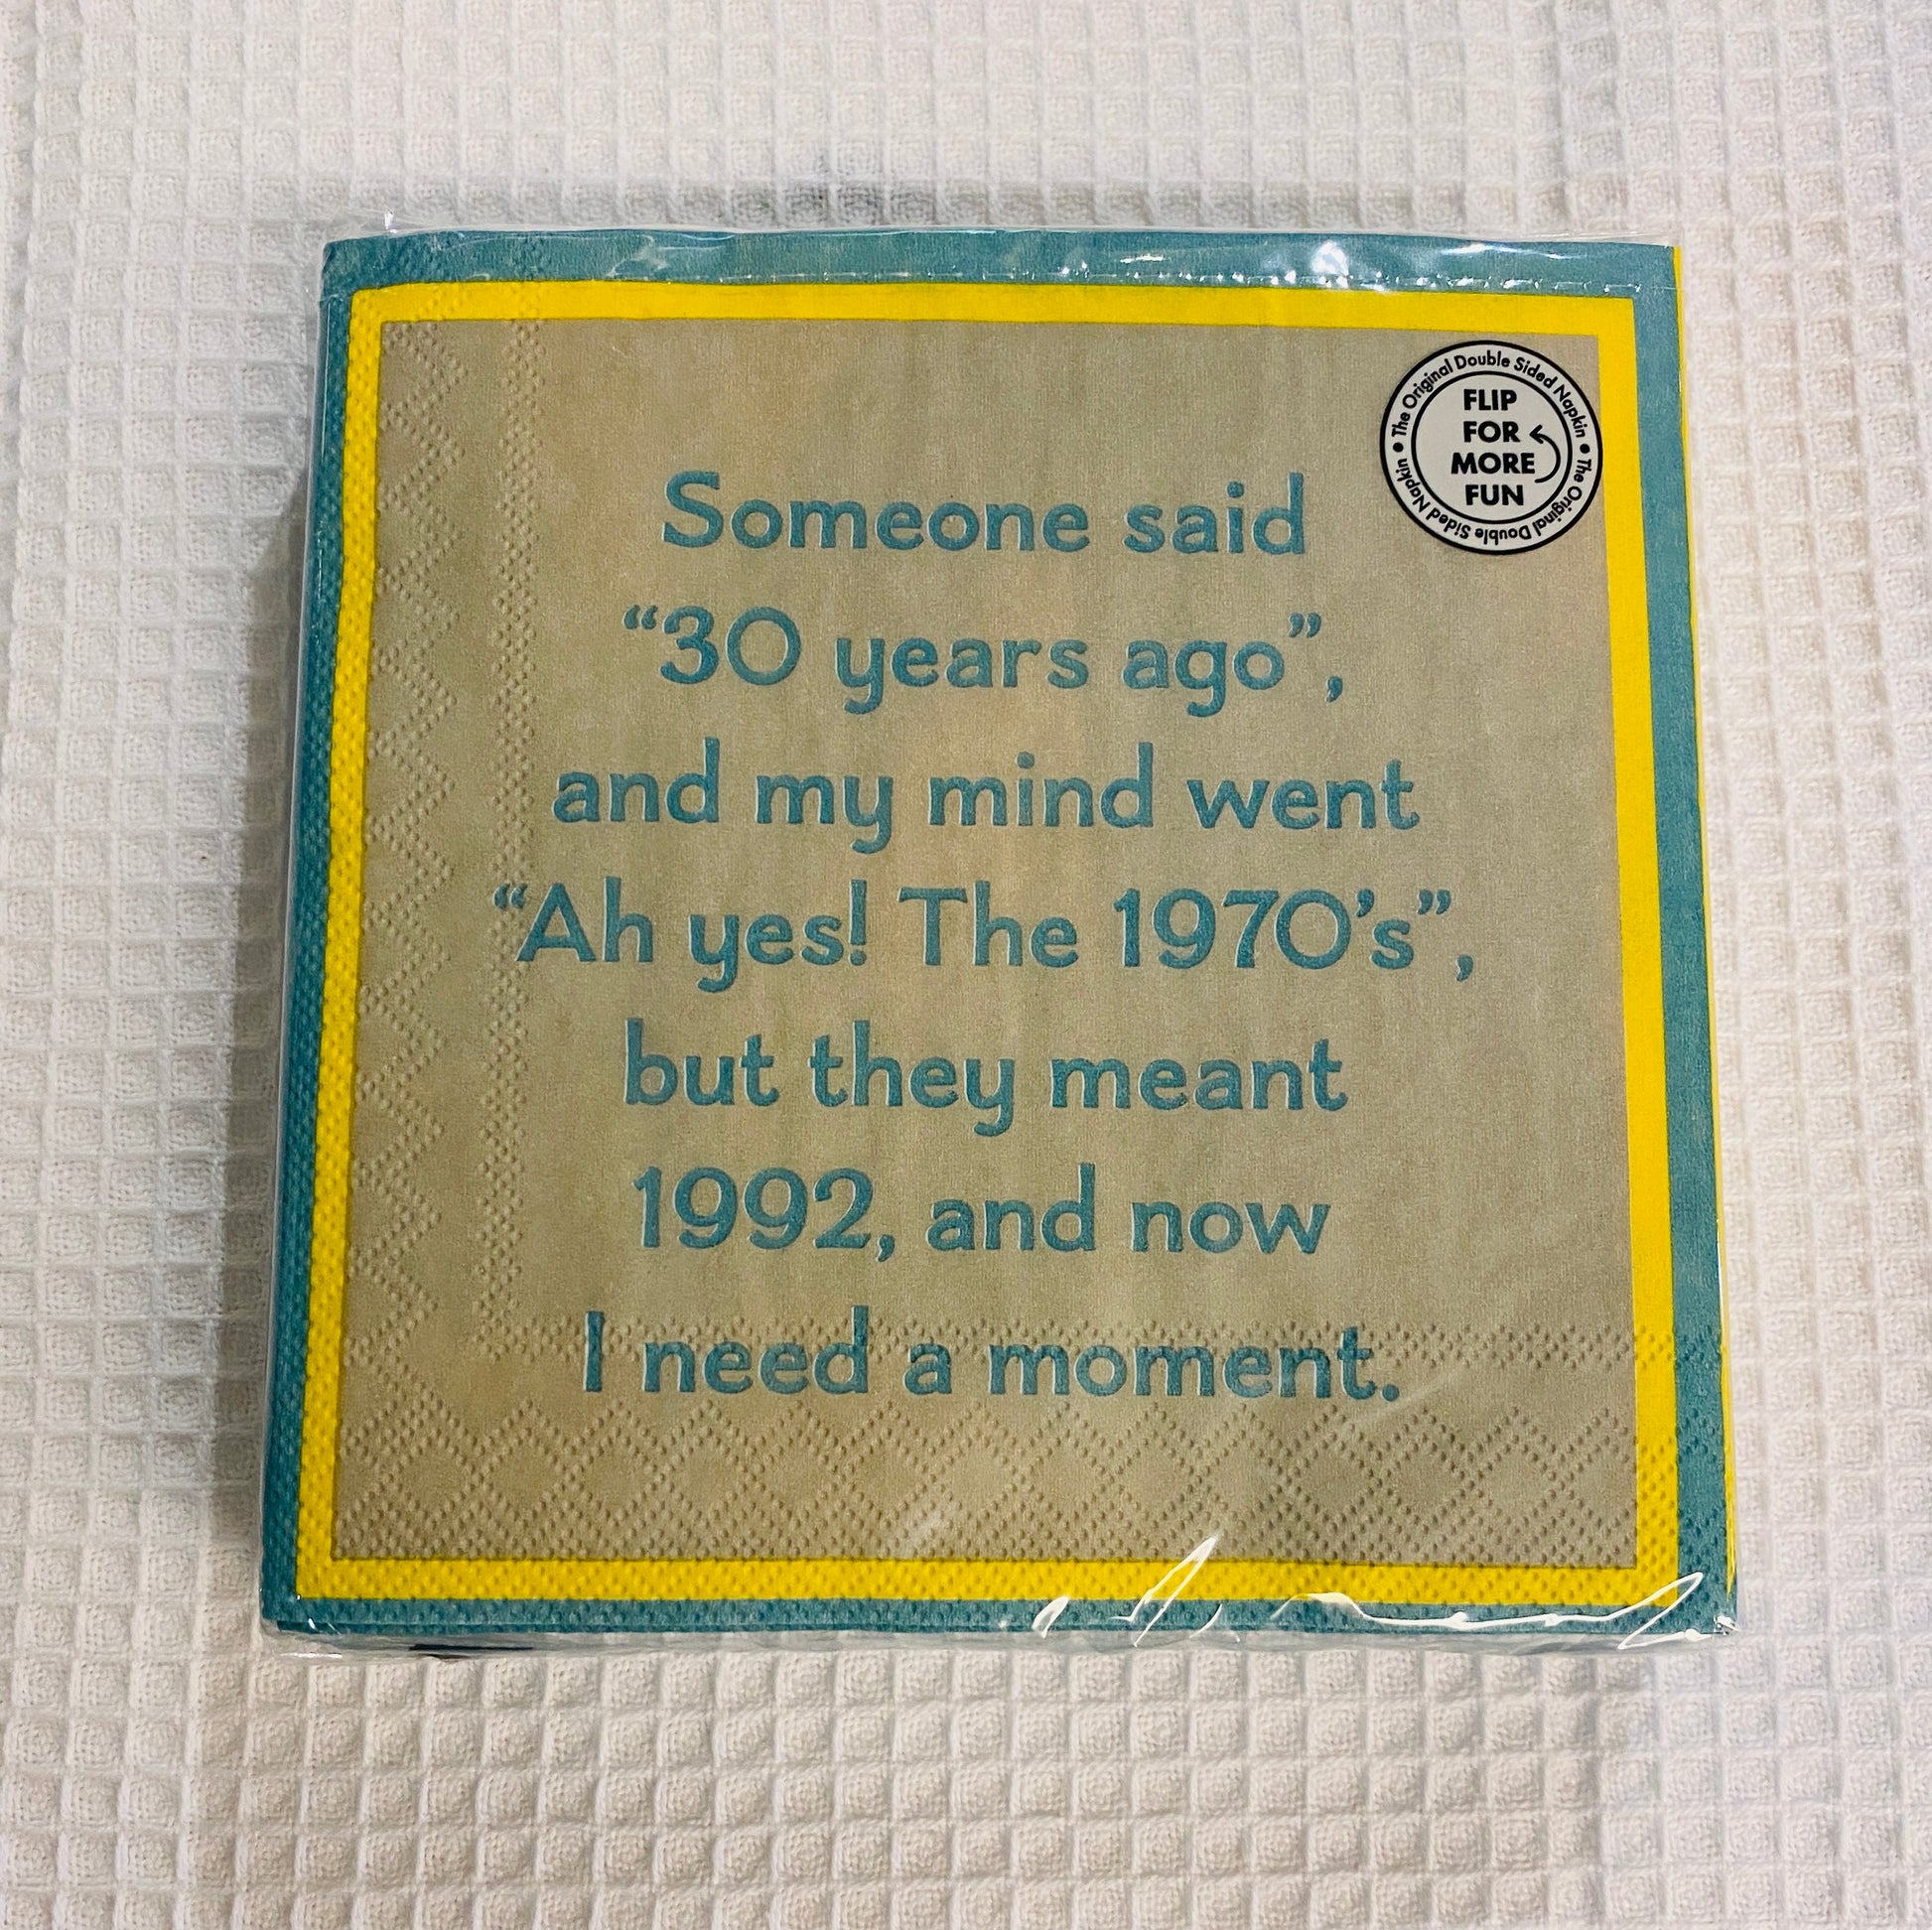 Someone said
“30 years ago”,
and my mind went
“Ah yes! The 1970’s”,
but they meant
1992, and now
I need a moment.
The Original Double Sided Napkin • The Original Double Sided Napkin •
FLIP
FOR
MORE
FUN